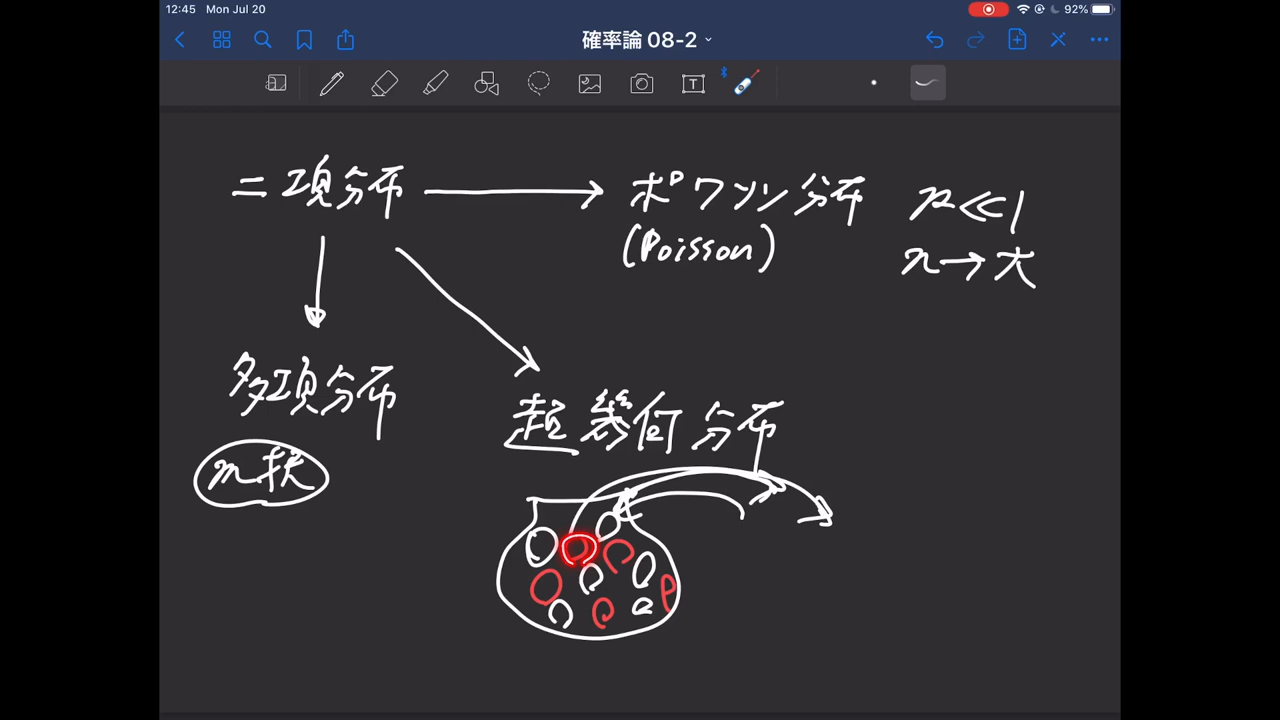 12:45 Mon Jul 20
92%
確率論 08-2
T
二項分布
ポワソン分布
(Poisson)
p≪1
n→大
多項分布
m択
超幾何分布